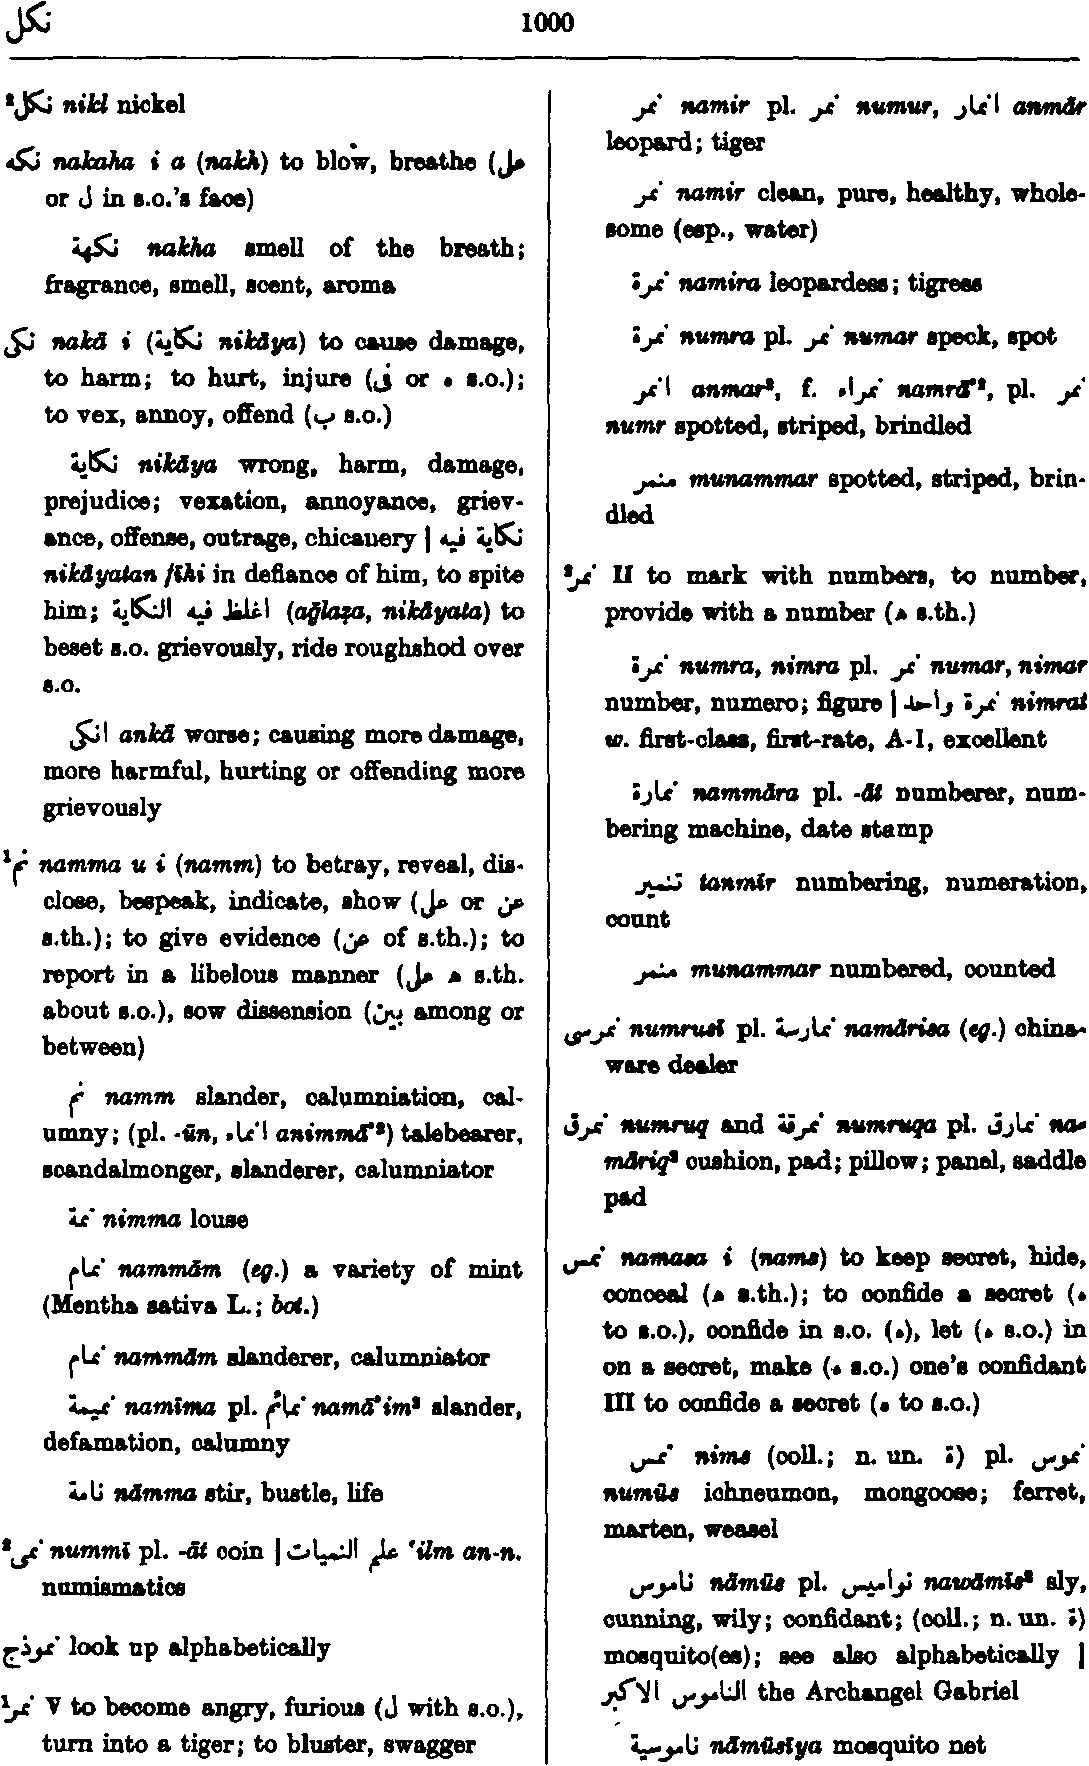 نكل
1000
²نكل nikl nickel
نكه nakaha i a (nakh) to blow, breathe (على
or ل in s.o.'s face)
نكهة nakha smell of the breath;
fragrance, smell, scent, aroma
نكى nakā i (نكاية nikāya) to cause damage,
to harm; to hurt, injure (فى or ه s.o.);
to vex, annoy, offend (ب s.o.)
نكاية nikāya wrong, harm, damage,
prejudice; vexation, annoyance, griev-
ance, offense, outrage, chicanery | نكاية فيه
nikāyatan fīhi in defiance of him, to spite
him; اغلظ فيه النكاية (aḡlaẓa, nikāyata) to
beset s.o. grievously, ride roughshod over
s.o.
انكى ankā worse; causing more damage,
more harmful, hurting or offending more
grievously
¹نم namma u i (namm) to betray, reveal, dis-
close, bespeak, indicate, show (على or عن
s.th.); to give evidence (عن of s.th.); to
report in a libelous manner (على ه s.th.
about s.o.), sow dissension (بين among or
between)
نم namm slander, calumniation, cal-
umny; (pl. -ūn, انماء animmā'²) talebearer,
scandalmonger, slanderer, calumniator
نمة nimma louse
نمام nammām (eg.) a variety of mint
(Mentha sativa L.; bot.)
نمام nammām slanderer, calumniator
نميمة namīma pl. نمائم namā'im² slander,
defamation, calumny
نامة nāmma stir, bustle, life
²نمى nummī pl. -āt coin | علم النميات 'ilm an-n.
numismatics
نموذج look up alphabetically
¹نمر V to become angry, furious (ل with s.o.),
turn into a tiger; to bluster, swagger
نمر namir pl. نمر numur, انمار anmār
leopard; tiger
نمر namir clean, pure, healthy, whole-
some (esp., water)
نمرة namira leopardess; tigress
نمرة numra pl. نمر numar speck, spot
انمر anmar², f. نمراء namrā'², pl. نمر
numr spotted, striped, brindled
منمر munammar spotted, striped, brin-
dled
²نمر II to mark with numbers, to number,
provide with a number (ه s.th.)
نمرة numra, nimra pl. نمر numar, nimar
number, numero; figure | نمرة واحد nimrat
w. first-class, first-rate, A-I, excellent
نمارة nammāra pl. -āt numberer, num-
bering machine, date stamp
تنمير tanmīr numbering, numeration,
count
منمر munammar numbered, counted
نمرسى numrusī pl. نمارسة namārisa (eg.) china-
ware dealer
نمرق numruq and نمرقة numruqa pl. نمارق na-
māriq² cushion, pad; pillow; panel, saddle
pad
نمس namasa i (nams) to keep secret, hide,
conceal (ه s.th.); to confide a secret (ه
to s.o.), confide in s.o. (ه), let (ه s.o.) in
on a secret, make (ه s.o.) one's confidant
III to confide a secret (ه to s.o.)
نمس nims (coll.; n. un. ة) pl. نموس
numūs ichneumon, mongoose; ferret,
marten, weasel
ناموس nāmūs pl. نواميس nawāmīs² sly,
cunning, wily; confidant; (coll.; n. un. ة)
mosquito(es); see also alphabetically |
الناموس الاكبر the Archangel Gabriel
ناموسية nāmūsīya mosquito net